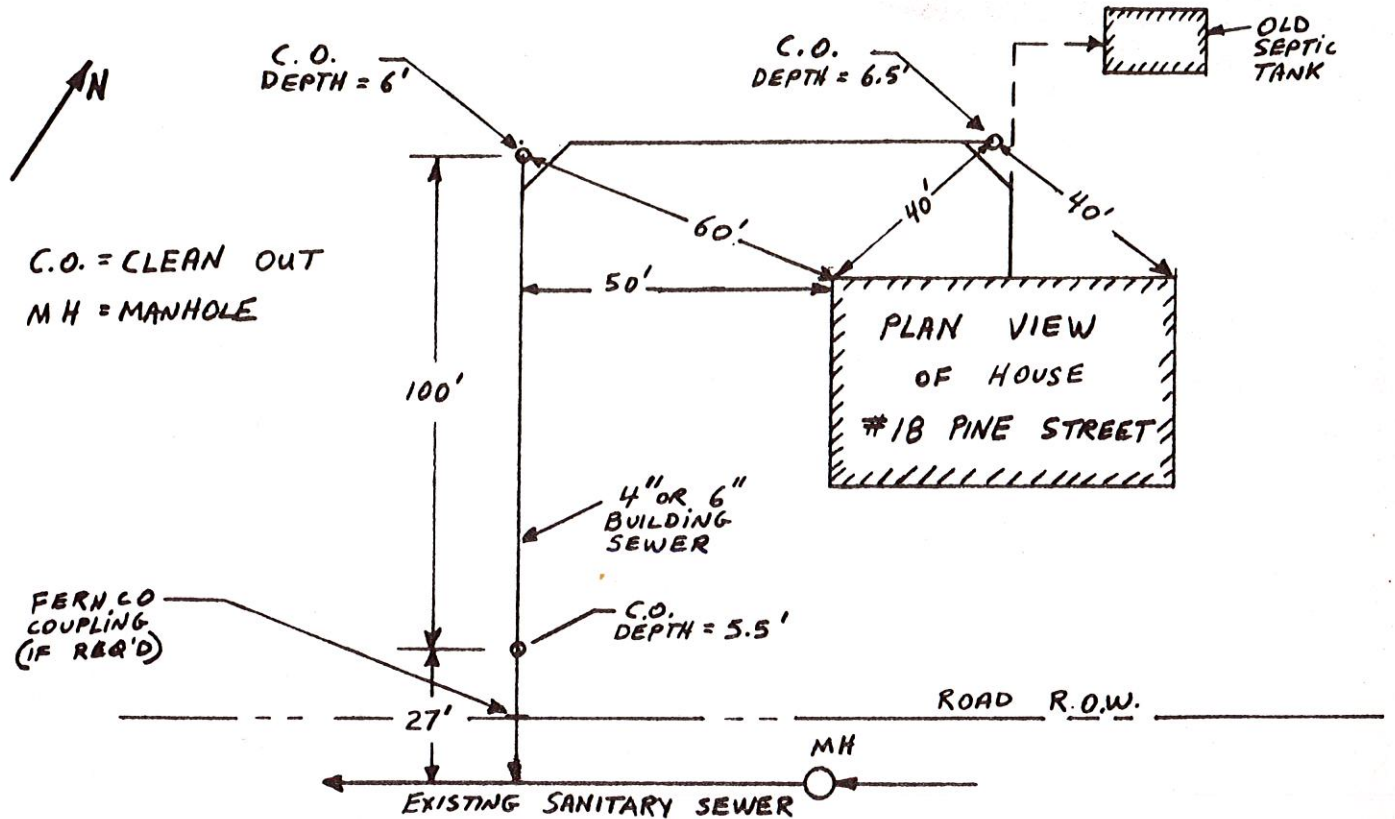 C.O.
DEPTH = 6'
C.O.
DEPTH = 6.5'
OLD
SEPTIC
TANK
N
C.O. = CLEAN OUT
MH = MANHOLE
60'
40'
40'
50'
100'
PLAN VIEW
OF HOUSE
#18 PINE STREET
4" OR 6"
BUILDING
SEWER
FERN.CO
COUPLING
(IF REQ'D)
C.O.
DEPTH = 5.5'
27'
ROAD R.O.W.
MH
EXISTING SANITARY SEWER